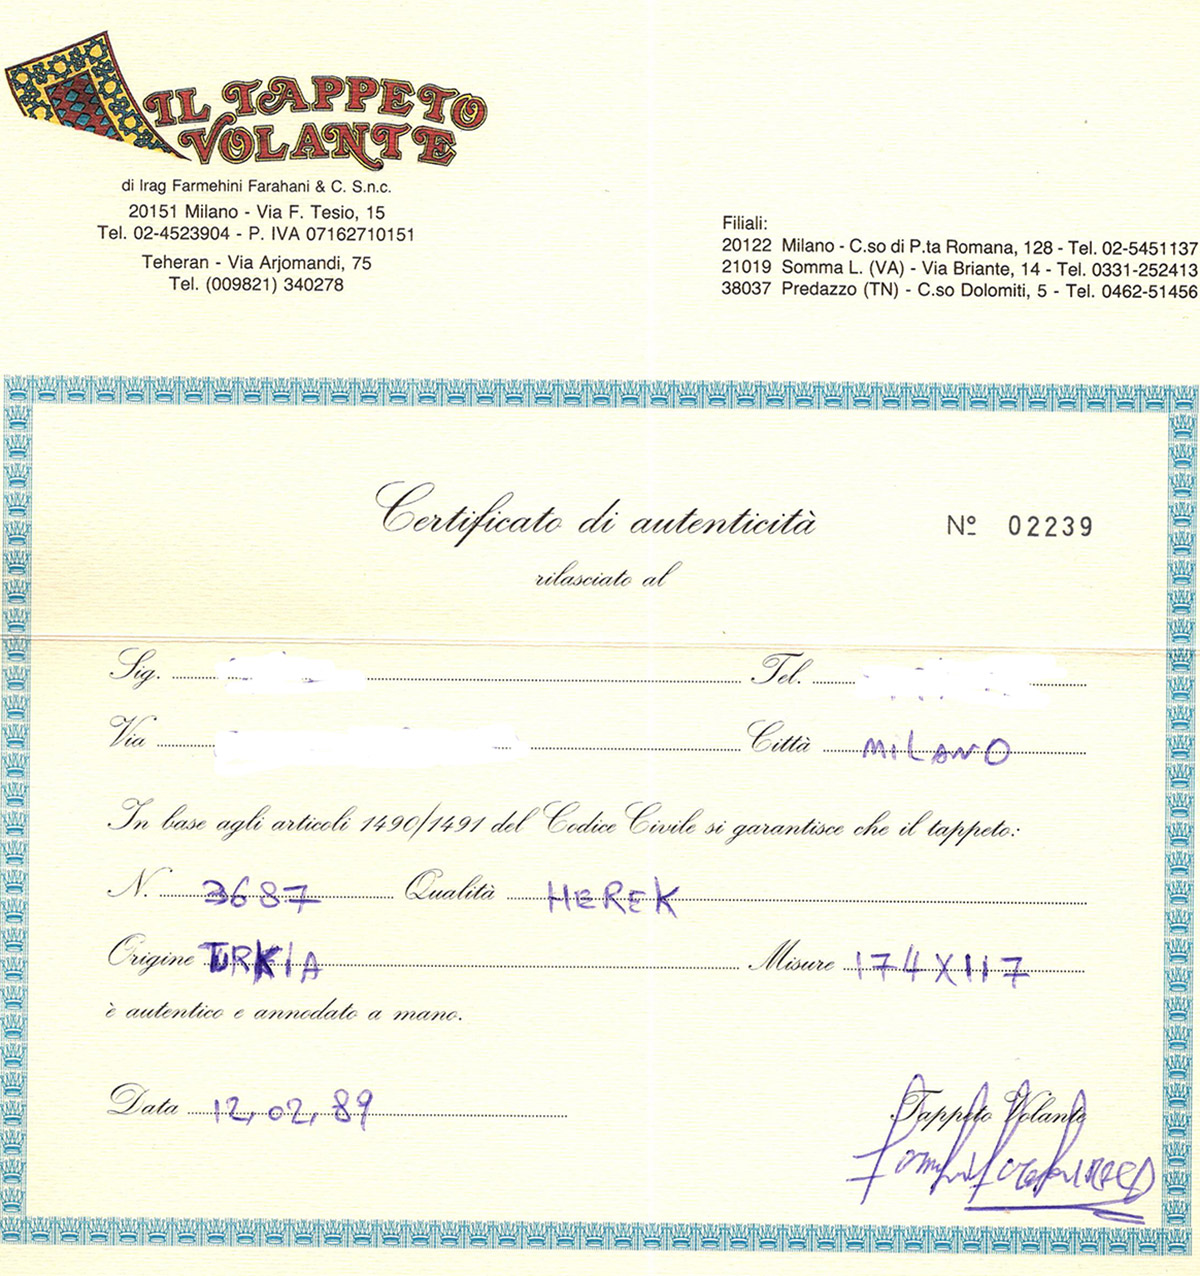 IL TAPPETO
VOLANTE
di Irag Farmehini Farahani & C. S.n.c.
20151 Milano - Via F. Tesio, 15
Tel. 02-4523904 - P. IVA 07162710151
Teheran - Via Arjomandi, 75
Tel. (009821) 340278
Filiali:
20122 Milano - C.so di P.ta Romana, 128 - Tel. 02-5451137
21019 Somma L. (VA) - Via Briante, 14 - Tel. 0331-252413
38037 Predazzo (TN) - C.so Dolomiti, 5 - Tel. 0462-51456
Certificato di autenticità Nº 02239
rilasciato al
Sig. Tel.
Via Città MILANO
In base agli articoli 1490/1491 del Codice Civile si garantisce che il tappeto:
N. 3687 Qualità HEREK
Origine TURKIA Misure 174X117
è autentico e annodato a mano.
Data 12,02,89
Tappeto Volante